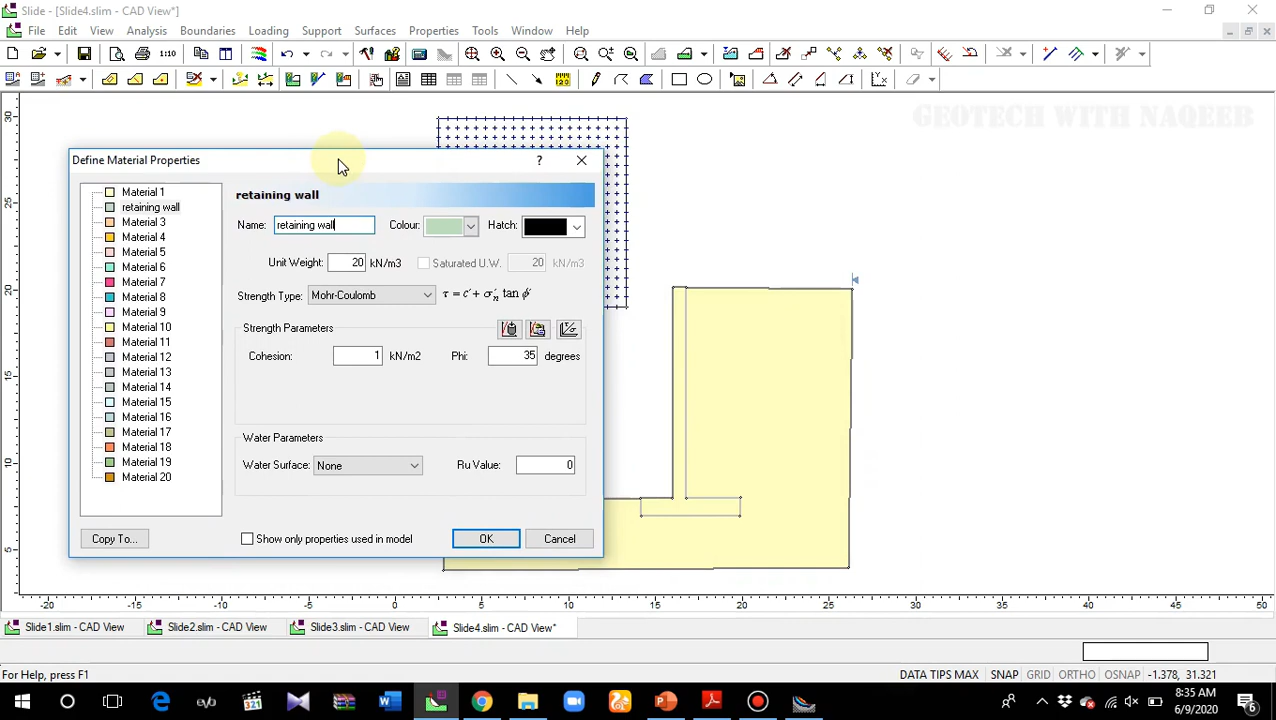 Slide - [Slide4.slim - CAD View*]
File Edit View Analysis Boundaries Loading Support Surfaces Properties Tools Window Help
1:10
GEOTECH WITH NAQEEB
Define Material Properties
Material 1
retaining wall
Material 3
Material 4
Material 5
Material 6
Material 7
Material 8
Material 9
Material 10
Material 11
Material 12
Material 13
Material 14
Material 15
Material 16
Material 17
Material 18
Material 19
Material 20
Copy To...
retaining wall
Name: retaining wall Colour: Hatch:
Unit Weight: 20 kN/m3 Saturated U.W. 20 kN/m3
Strength Type: Mohr-Coulomb τ = c' + σ'n tan φ'
Strength Parameters
Cohesion: 1 kN/m2 Phi: 35 degrees
Water Parameters
Water Surface: None Ru Value: 0
Show only properties used in model OK Cancel
30
25
20
15
10
5
-20 -15 -10 -5 0 5 10 15 20 25 30 35 40 45 50
Slide1.slim - CAD View Slide2.slim - CAD View Slide3.slim - CAD View Slide4.slim - CAD View*
For Help, press F1 DATA TIPS MAX SNAP GRID ORTHO OSNAP -1.378, 31.321
8:35 AM
6/9/2020
6